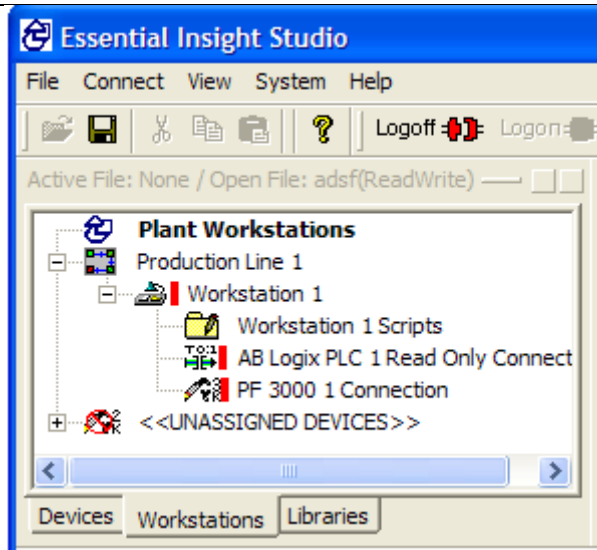 Essential Insight Studio
File Connect View System Help
Logoff Logon
Active File: None / Open File: adsf(ReadWrite)
Plant Workstations
Production Line 1
Workstation 1
Workstation 1 Scripts
AB Logix PLC 1 Read Only Connect
PF 3000 1 Connection
<<UNASSIGNED DEVICES>>
Devices Workstations Libraries